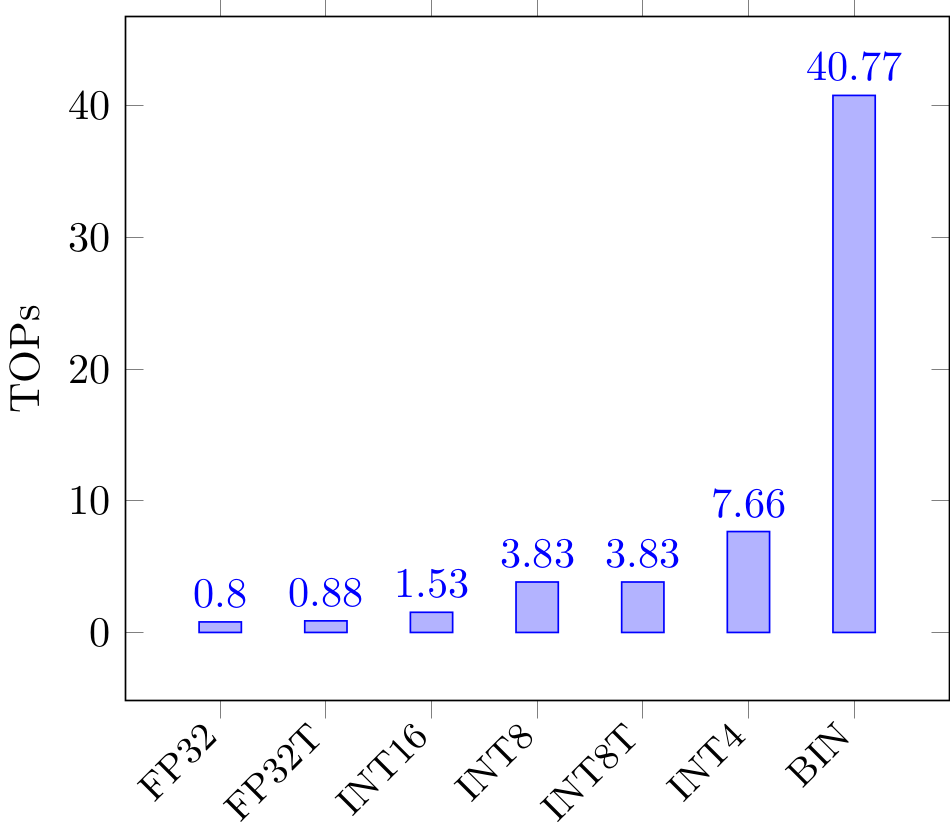 40.77
40
30
TOPs
20
10
7.66
3.83
3.83
1.53
0.88
0.8
0
FP32
FP32T
INT16
INT8
INT8T
INT4
BIN